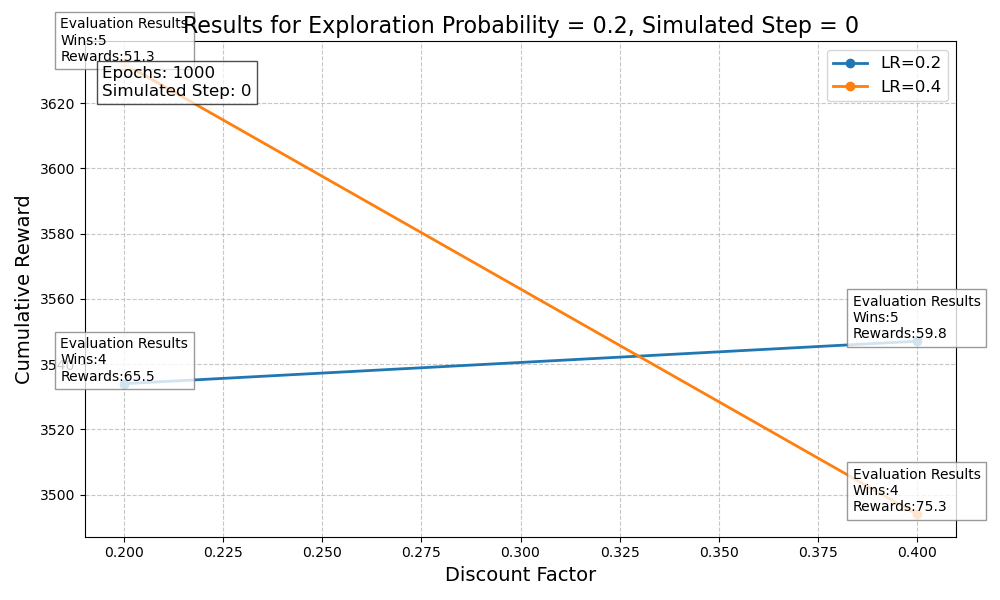 Results for Exploration Probability = 0.2, Simulated Step = 0
Evaluation Results
Wins:5
Rewards:51.3
Epochs: 1000
Simulated Step: 0
LR=0.2
LR=0.4
Cumulative Reward
3620
3600
3580
3560
3540
3520
3500
Evaluation Results
Wins:4
Rewards:65.5
Evaluation Results
Wins:5
Rewards:59.8
Evaluation Results
Wins:4
Rewards:75.3
0.200 0.225 0.250 0.275 0.300 0.325 0.350 0.375 0.400
Discount Factor